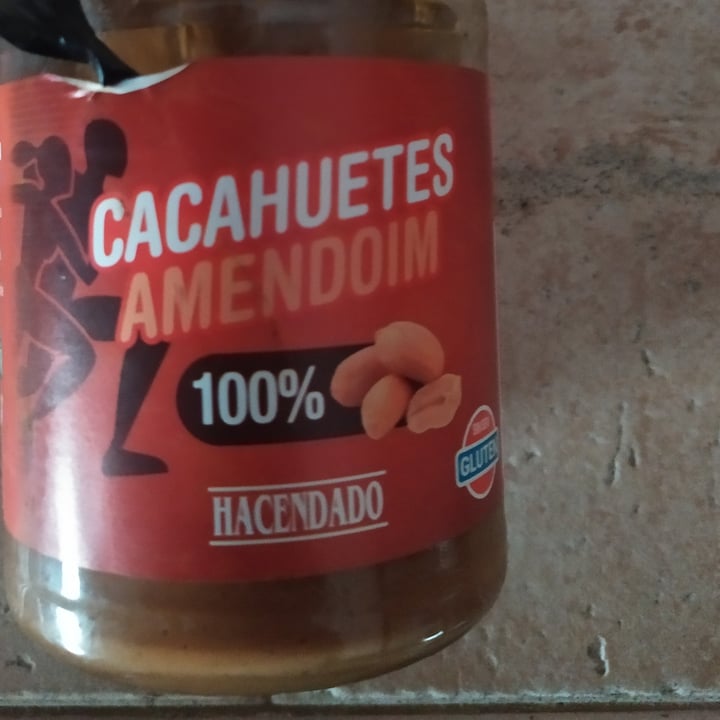 CACAHUETES
AMENDOIM
100%
GLUTEN
HACENDADO